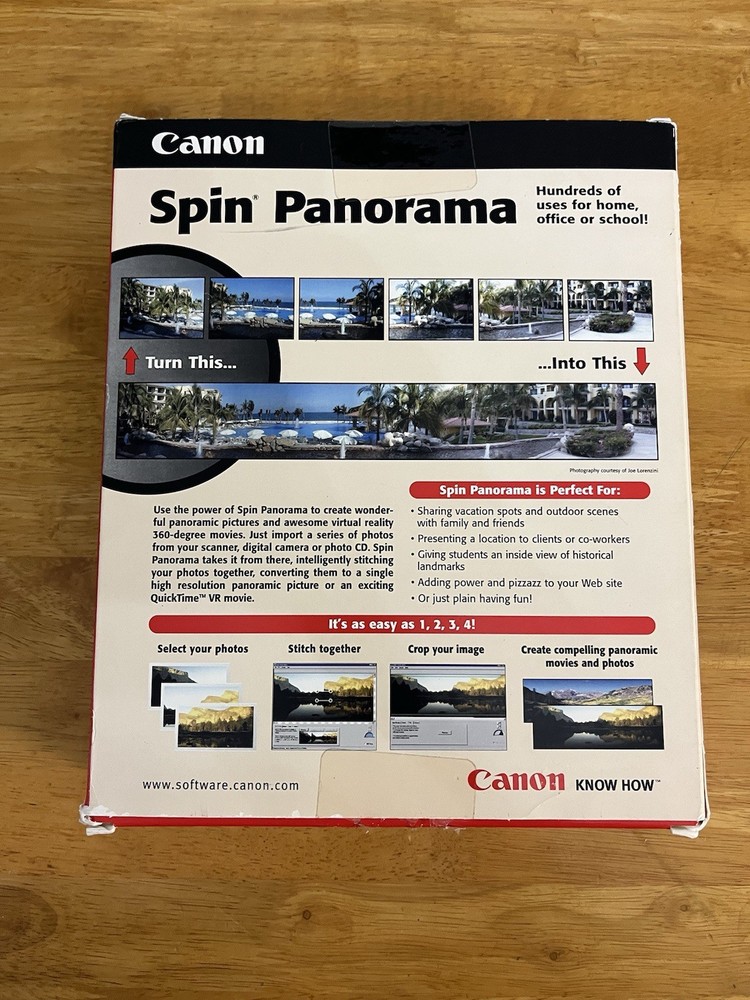 Canon
Spin® Panorama
Hundreds of
uses for home,
office or school!
Turn This...
...Into This
Photography courtesy of Joe Lorenzini
Use the power of Spin Panorama to create wonder-
ful panoramic pictures and awesome virtual reality
360-degree movies. Just import a series of photos
from your scanner, digital camera or photo CD. Spin
Panorama takes it from there, intelligently stitching
your photos together, converting them to a single
high resolution panoramic picture or an exciting
QuickTime™ VR movie.
Spin Panorama is Perfect For:
• Sharing vacation spots and outdoor scenes
with family and friends
• Presenting a location to clients or co-workers
• Giving students an inside view of historical
landmarks
• Adding power and pizzazz to your Web site
• Or just plain having fun!
It's as easy as 1, 2, 3, 4!
Select your photos
Stitch together
Crop your image
Create compelling panoramic
movies and photos
www.software.canon.com
Canon KNOW HOW™